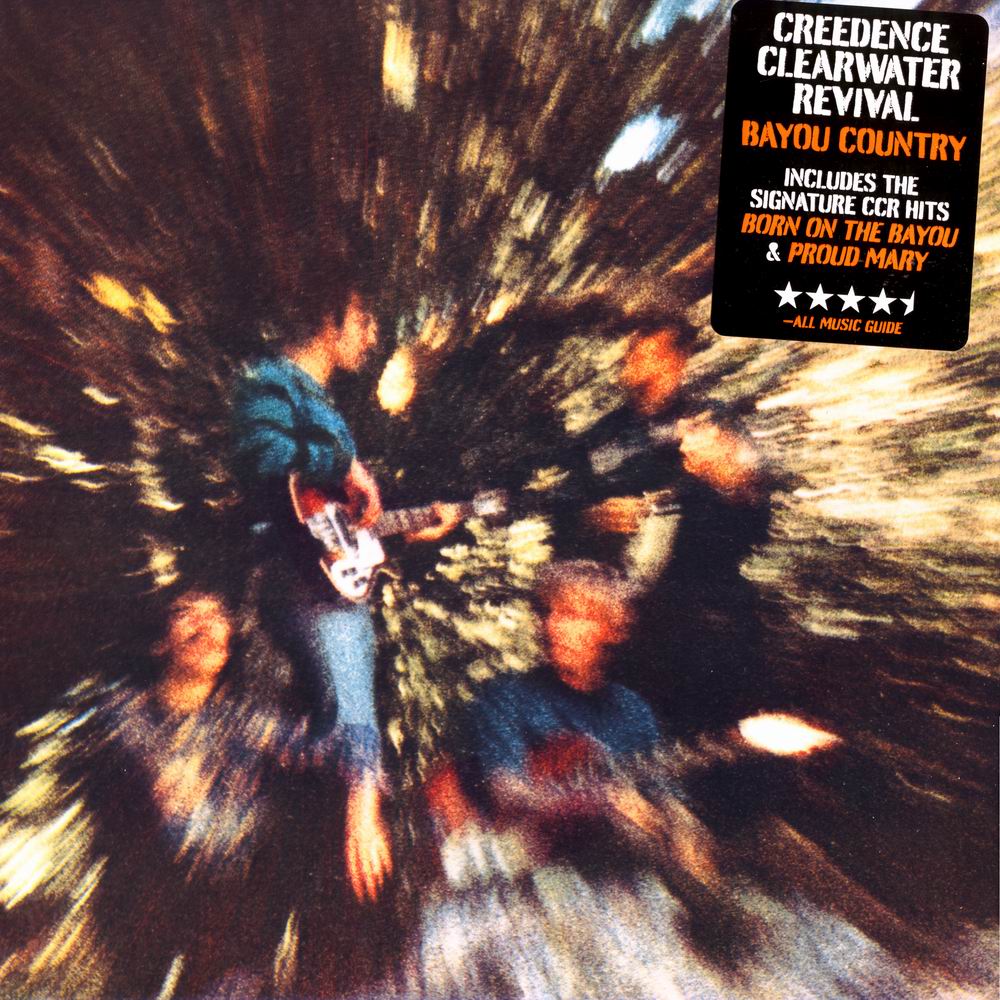 CREEDENCE
CLEARWATER
REVIVAL
BAYOU COUNTRY
INCLUDES THE
SIGNATURE CCR HITS
BORN ON THE BAYOU
& PROUD MARY
—ALL MUSIC GUIDE